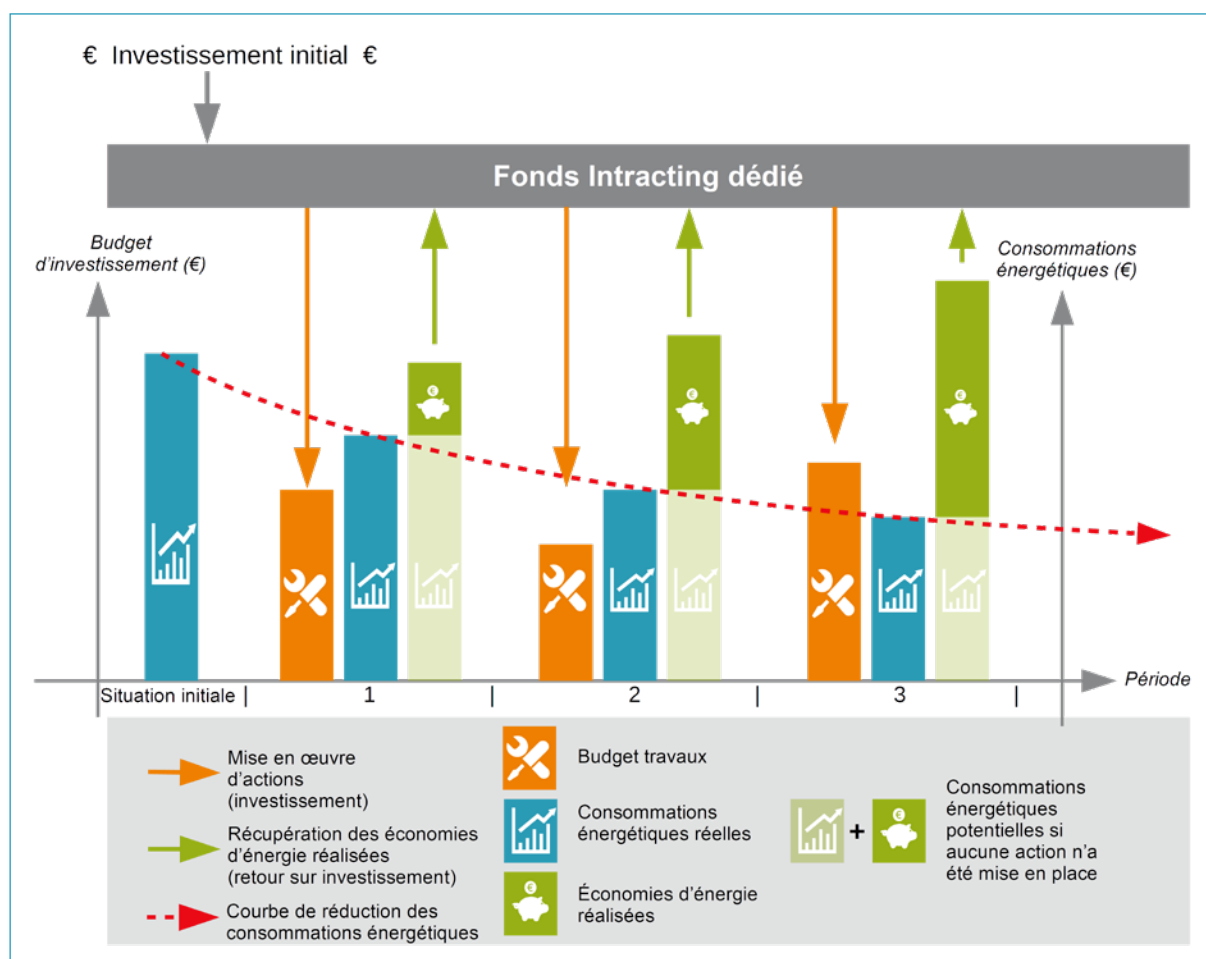 € Investissement initial €
Fonds Intracting dédié
Budget
d'investissement (€)
Consommations
énergétiques (€)
€
€
€
Période
Situation initiale | 1 | 2 | 3 |
Mise en œuvre
d'actions
(investissement)
Récupération des économies
d'énergie réalisées
(retour sur investissement)
Courbe de réduction des
consommations énergétiques
Budget travaux
Consommations
énergétiques réelles
€
Économies d'énergie
réalisées
+
€
Consommations
énergétiques
potentielles si
aucune action n'a
été mise en place